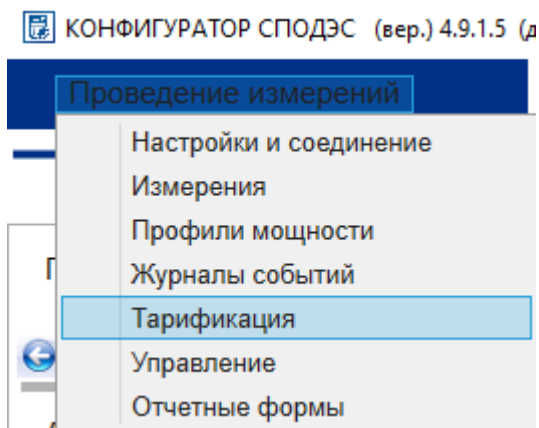 КОНФИГУРАТОР СПОДЭС (вер.) 4.9.1.5
Проведение измерений
Настройки и соединение
Измерения
Профили мощности
Журналы событий
Тарификация
Управление
Отчетные формы